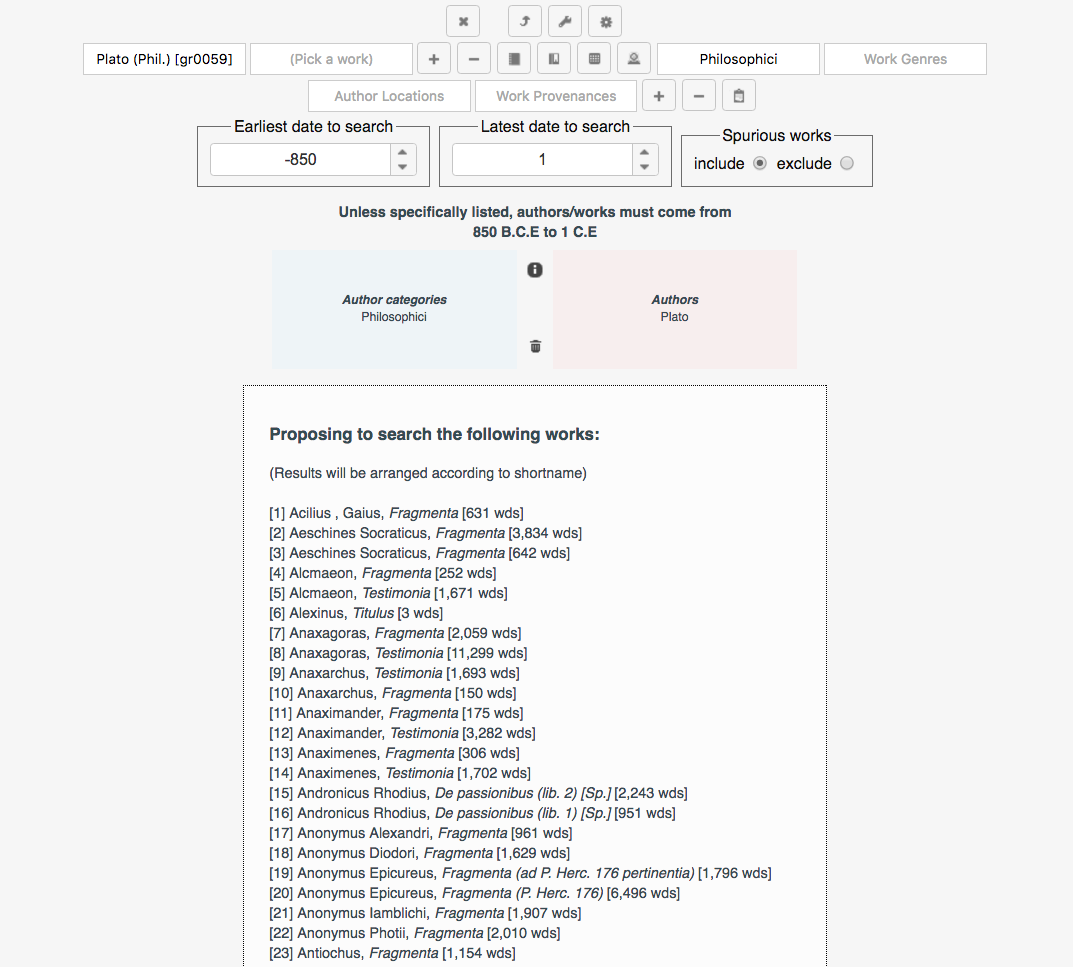 Plato (Phil.) [gr0059] (Pick a work) Philosophici Work Genres
Author Locations Work Provenances
Earliest date to search Latest date to search Spurious works
-850 1 include exclude
Unless specifically listed, authors/works must come from
850 B.C.E to 1 C.E
Author categories Authors
Philosophici Plato
Proposing to search the following works:
(Results will be arranged according to shortname)
[1] Acilius , Gaius, Fragmenta [631 wds]
[2] Aeschines Socraticus, Fragmenta [3,834 wds]
[3] Aeschines Socraticus, Fragmenta [642 wds]
[4] Alcmaeon, Fragmenta [252 wds]
[5] Alcmaeon, Testimonia [1,671 wds]
[6] Alexinus, Titulus [3 wds]
[7] Anaxagoras, Fragmenta [2,059 wds]
[8] Anaxagoras, Testimonia [11,299 wds]
[9] Anaxarchus, Testimonia [1,693 wds]
[10] Anaxarchus, Fragmenta [150 wds]
[11] Anaximander, Fragmenta [175 wds]
[12] Anaximander, Testimonia [3,282 wds]
[13] Anaximenes, Fragmenta [306 wds]
[14] Anaximenes, Testimonia [1,702 wds]
[15] Andronicus Rhodius, De passionibus (lib. 2) [Sp.] [2,243 wds]
[16] Andronicus Rhodius, De passionibus (lib. 1) [Sp.] [951 wds]
[17] Anonymus Alexandri, Fragmenta [961 wds]
[18] Anonymus Diodori, Fragmenta [1,629 wds]
[19] Anonymus Epicureus, Fragmenta (ad P. Herc. 176 pertinentia) [1,796 wds]
[20] Anonymus Epicureus, Fragmenta (P. Herc. 176) [6,496 wds]
[21] Anonymus Iamblichi, Fragmenta [1,907 wds]
[22] Anonymus Photii, Fragmenta [2,010 wds]
[23] Antiochus, Fragmenta [1,154 wds]